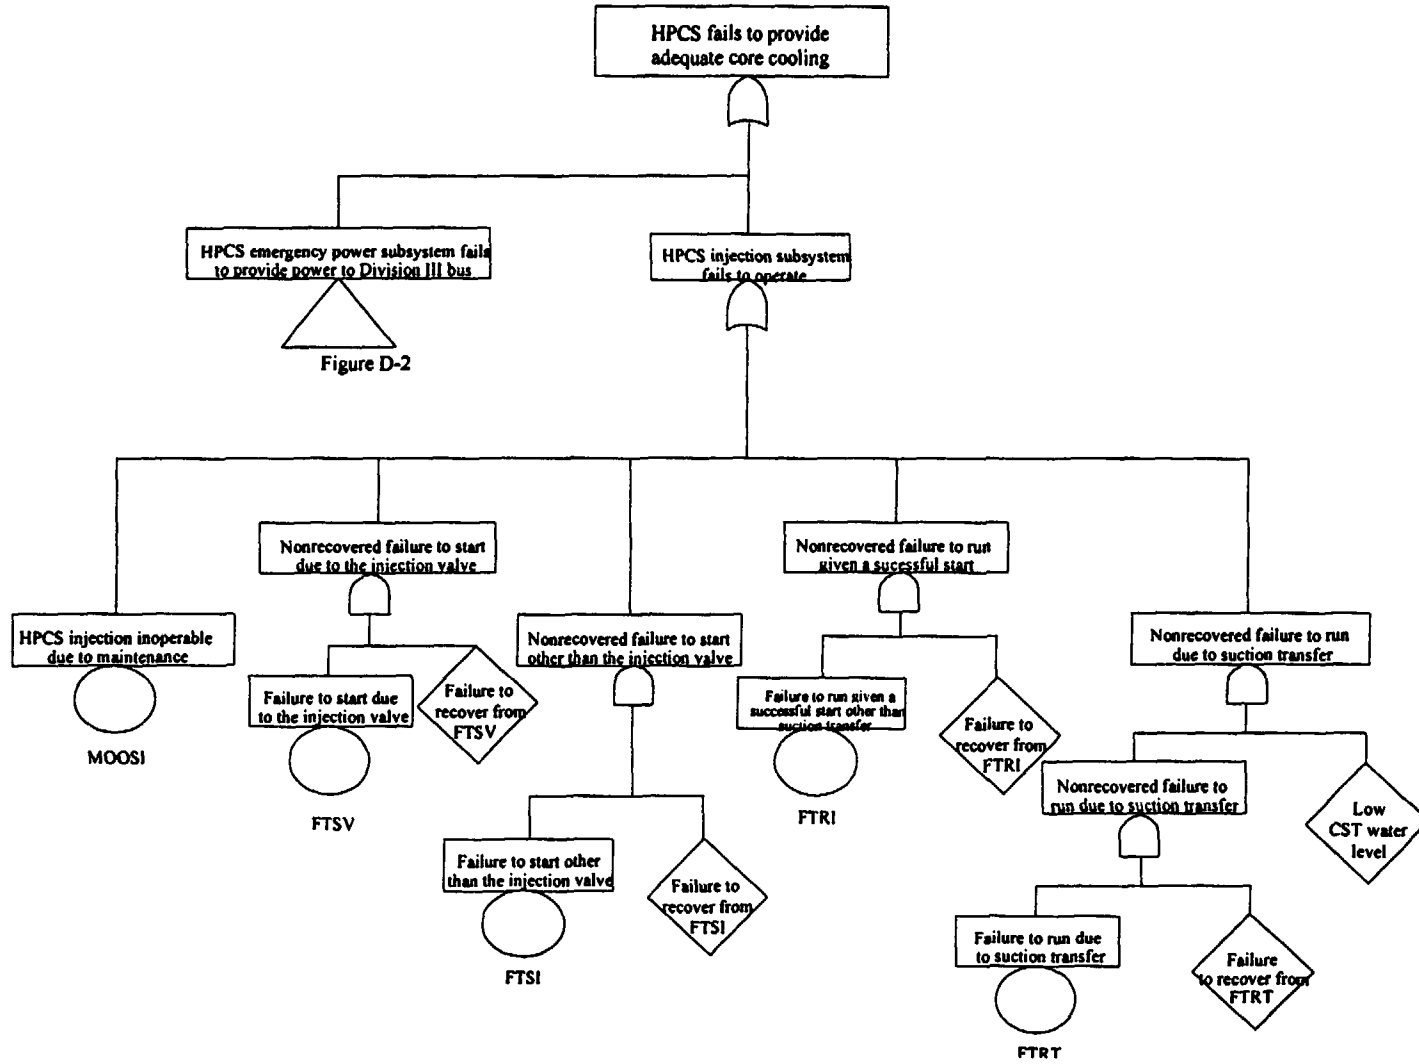 HPCS fails to provide
adequate core cooling
HPCS emergency power subsystem fails
to provide power to Division III bus
Figure D-2
HPCS injection subsystem
fails to operate
HPCS injection inoperable
due to maintenance
MOOSI
Nonrecovered failure to start
due to the injection valve
Failure to start due
to the injection valve
FTSV
Failure to
recover from
FTSV
Nonrecovered failure to start
other than the injection valve
Failure to start other
than the injection valve
FTSI
Failure to
recover from
FTSI
Nonrecovered failure to run
given a sucessful start
Failure to run given a
successful start other than
suction transfer
FTRI
Failure to
recover from
FTRI
Nonrecovered failure to run
due to suction transfer
Nonrecovered failure to
run due to suction transfer
Low
CST water
level
Failure to run due
to suction transfer
FTRT
Failure
to recover from
FTRT